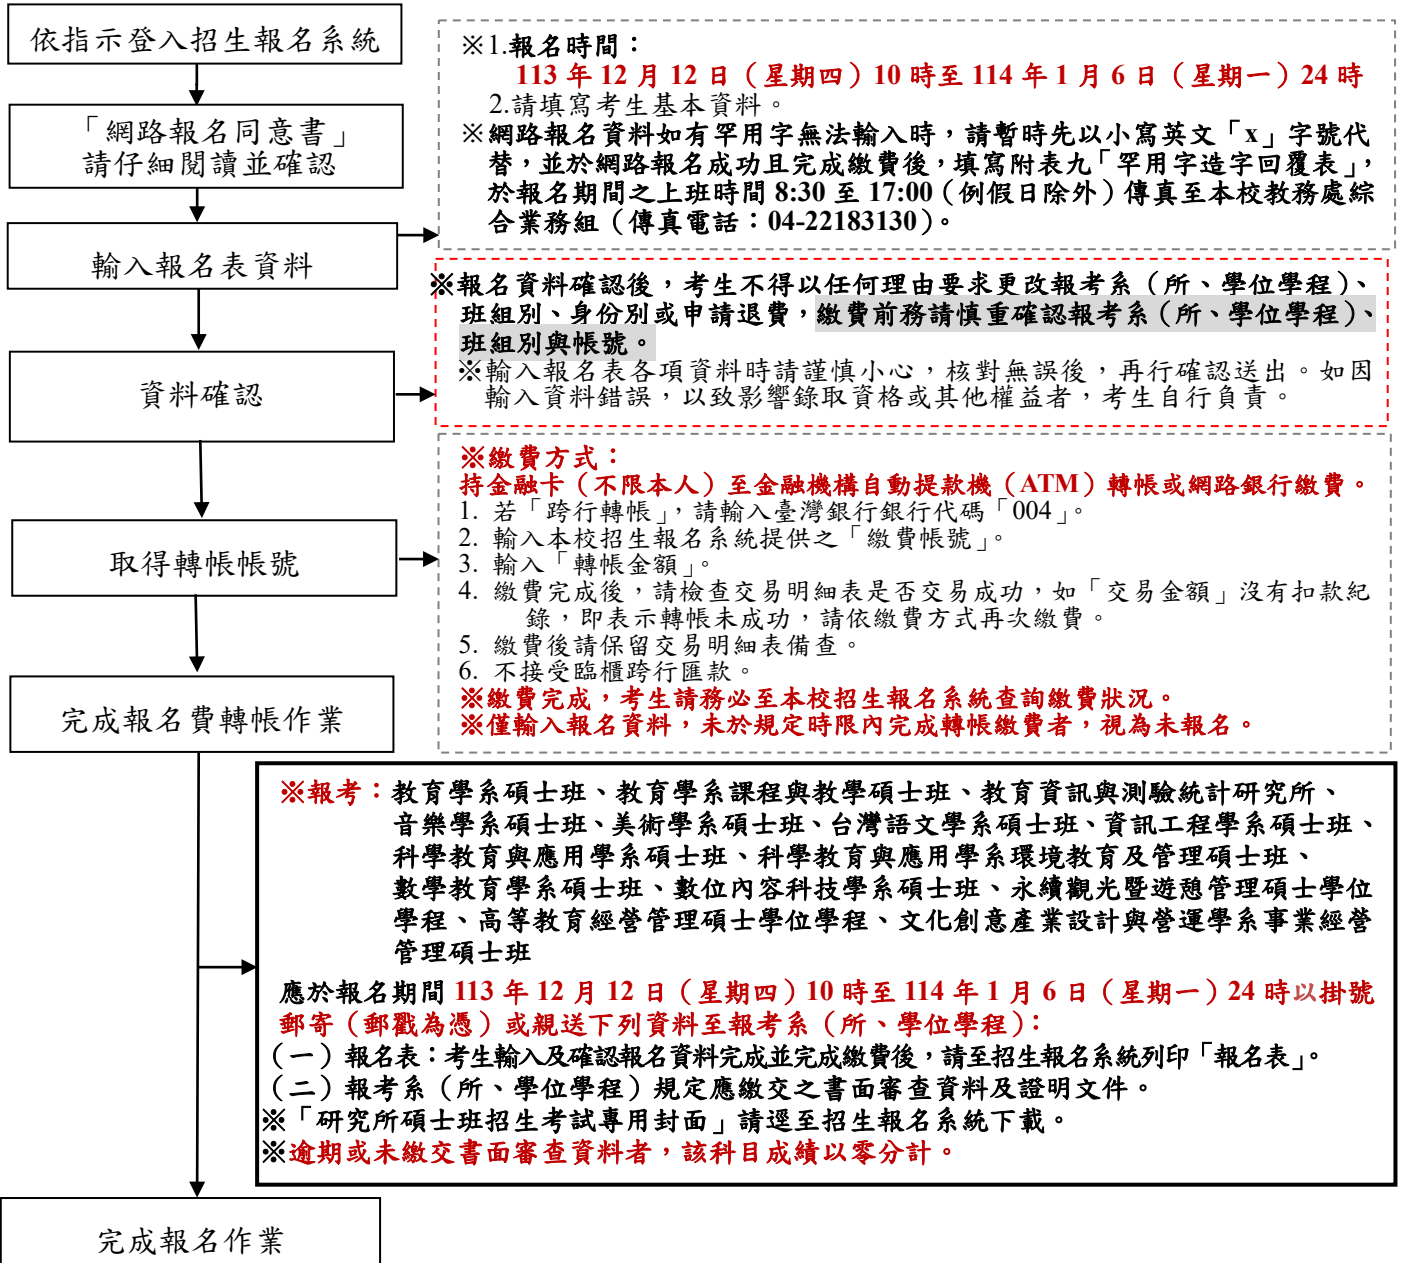 依指示登入招生報名系統
「網路報名同意書」
請仔細閱讀並確認
輸入報名表資料
※1.報名時間：
113 年 12 月 12 日（星期四）10 時至 114 年 1 月 6 日（星期一）24 時
2.請填寫考生基本資料。
※網路報名資料如有罕用字無法輸入時，請暫時先以小寫英文「x」字號代
替，並於網路報名成功且完成繳費後，填寫附表九「罕用字造字回覆表」，
於報名期間之上班時間 8:30 至 17:00（例假日除外）傳真至本校教務處綜
合業務組（傳真電話：04-22183130）。
資料確認
※報名資料確認後，考生不得以任何理由要求更改報考系（所、學位學程）、
班組別、身份別或申請退費，繳費前務請慎重確認報考系（所、學位學程）、
班組別與帳號。
※輸入報名表各項資料時請謹慎小心，核對無誤後，再行確認送出。如因
輸入資料錯誤，以致影響錄取資格或其他權益者，考生自行負責。
取得轉帳帳號
※繳費方式：
持金融卡（不限本人）至金融機構自動提款機（ATM）轉帳或網路銀行繳費。
1. 若「跨行轉帳」，請輸入臺灣銀行銀行代碼「004」。
2. 輸入本校招生報名系統提供之「繳費帳號」。
3. 輸入「轉帳金額」。
4. 繳費完成後，請檢查交易明細表是否交易成功，如「交易金額」沒有扣款紀
錄，即表示轉帳未成功，請依繳費方式再次繳費。
5. 繳費後請保留交易明細表備查。
6. 不接受臨櫃跨行匯款。
※繳費完成，考生請務必至本校招生報名系統查詢繳費狀況。
※僅輸入報名資料，未於規定時限內完成轉帳繳費者，視為未報名。
完成報名費轉帳作業
※報考：教育學系碩士班、教育學系課程與教學碩士班、教育資訊與測驗統計研究所、
音樂學系碩士班、美術學系碩士班、台灣語文學系碩士班、資訊工程學系碩士班、
科學教育與應用學系碩士班、科學教育與應用學系環境教育及管理碩士班、
數學教育學系碩士班、數位內容科技學系碩士班、永續觀光暨遊憩管理碩士學位
學程、高等教育經營管理碩士學位學程、文化創意產業設計與營運學系事業經營
管理碩士班
應於報名期間 113 年 12 月 12 日（星期四）10 時至 114 年 1 月 6 日（星期一）24 時以掛號
郵寄（郵戳為憑）或親送下列資料至報考系（所、學位學程）：
（一）報名表：考生輸入及確認報名資料完成並完成繳費後，請至招生報名系統列印「報名表」。
（二）報考系（所、學位學程）規定應繳交之書面審查資料及證明文件。
※「研究所碩士班招生考試專用封面」請逕至招生報名系統下載。
※逾期或未繳交書面審查資料者，該科目成績以零分計。
完成報名作業